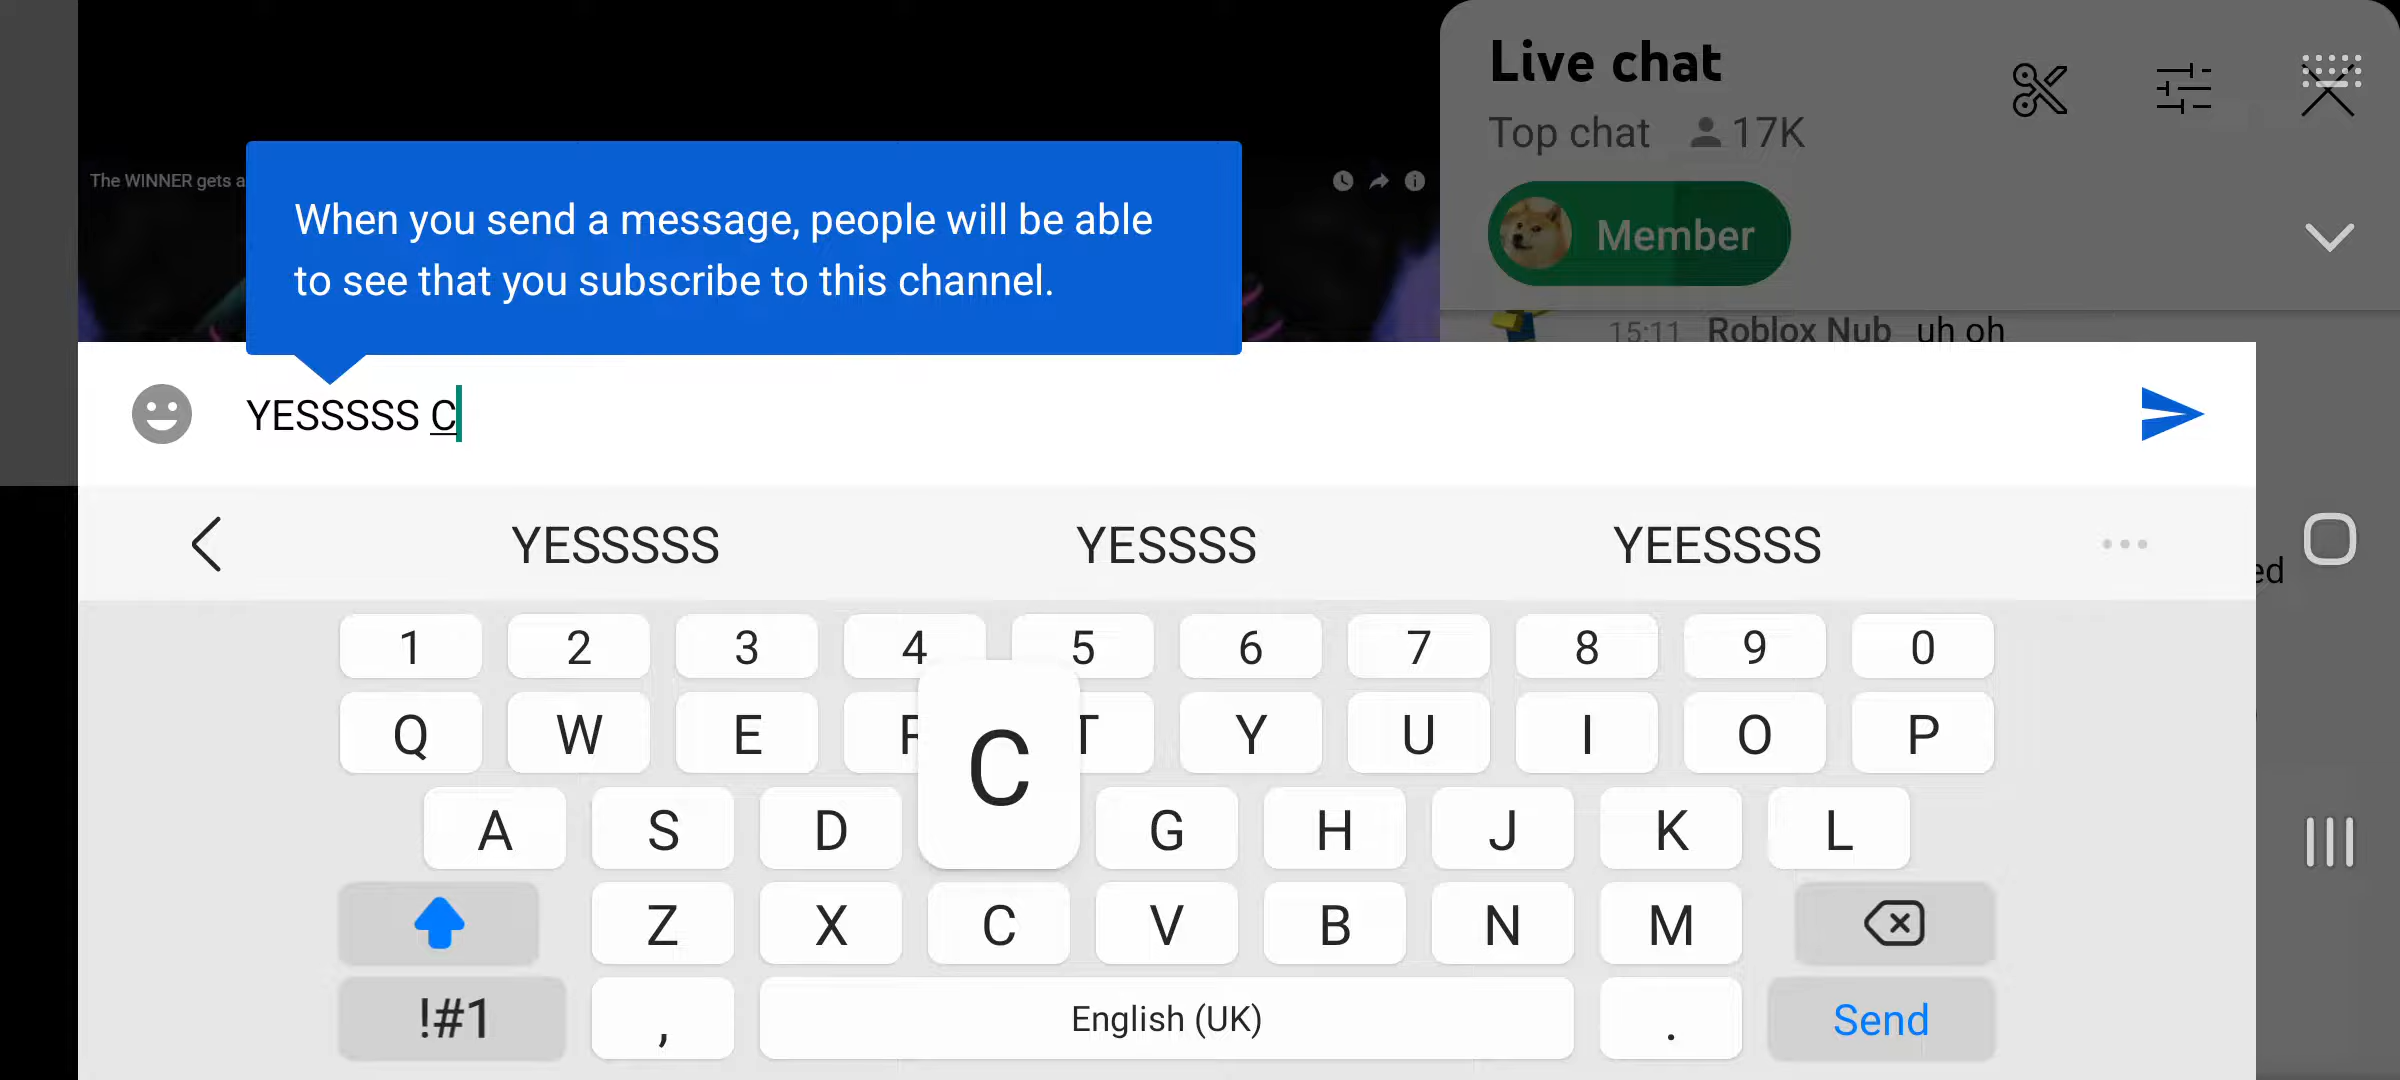 Live chat
Top chat 17K
The WINNER gets a
When you send a message, people will be able
to see that you subscribe to this channel.
Member
15:11 Roblox Nub uh oh
YESSSSS C
YESSSSS YESSSS YEESSSS
ed
1 2 3 4 5 6 7 8 9 0
Q W E R T Y U I O P
C
A S D G H J K L
Z X C V B N M
!#1 , English (UK) . Send